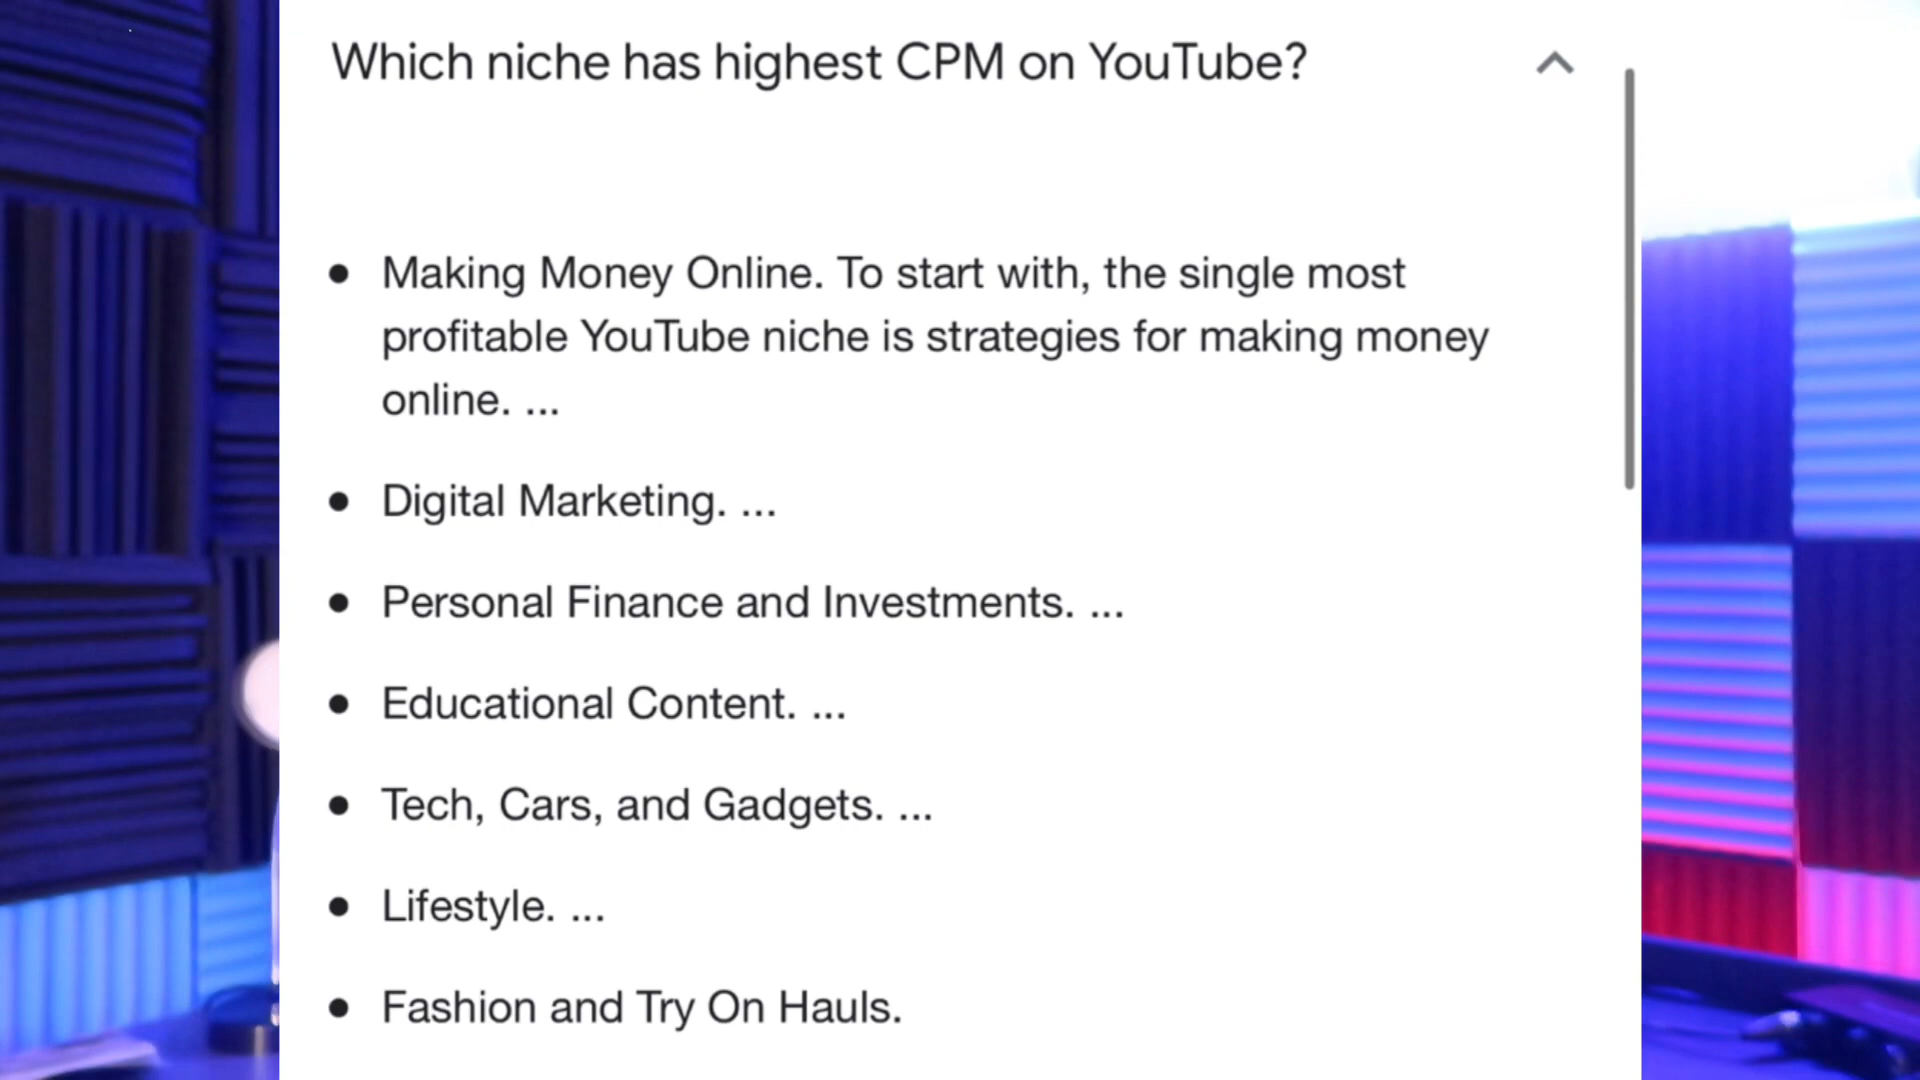 Which niche has highest CPM on YouTube?
● Making Money Online. To start with, the single most
profitable YouTube niche is strategies for making money
online. ...
● Digital Marketing. ...
● Personal Finance and Investments. ...
● Educational Content. ...
● Tech, Cars, and Gadgets. ...
● Lifestyle. ...
● Fashion and Try On Hauls.